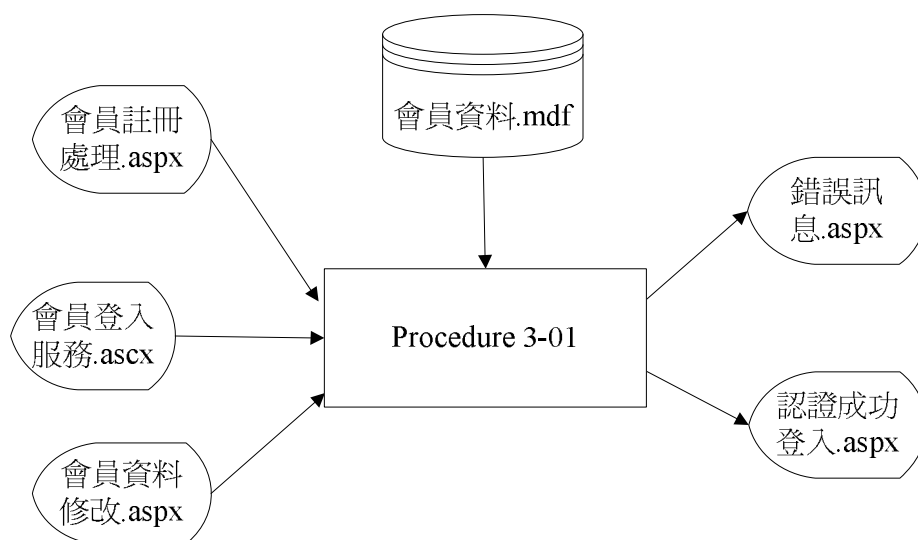 會員資料.mdf
會員註冊
處理.aspx
錯誤訊
息.aspx
會員登入
服務.ascx
Procedure 3-01
認證成功
登入.aspx
會員資料
修改.aspx